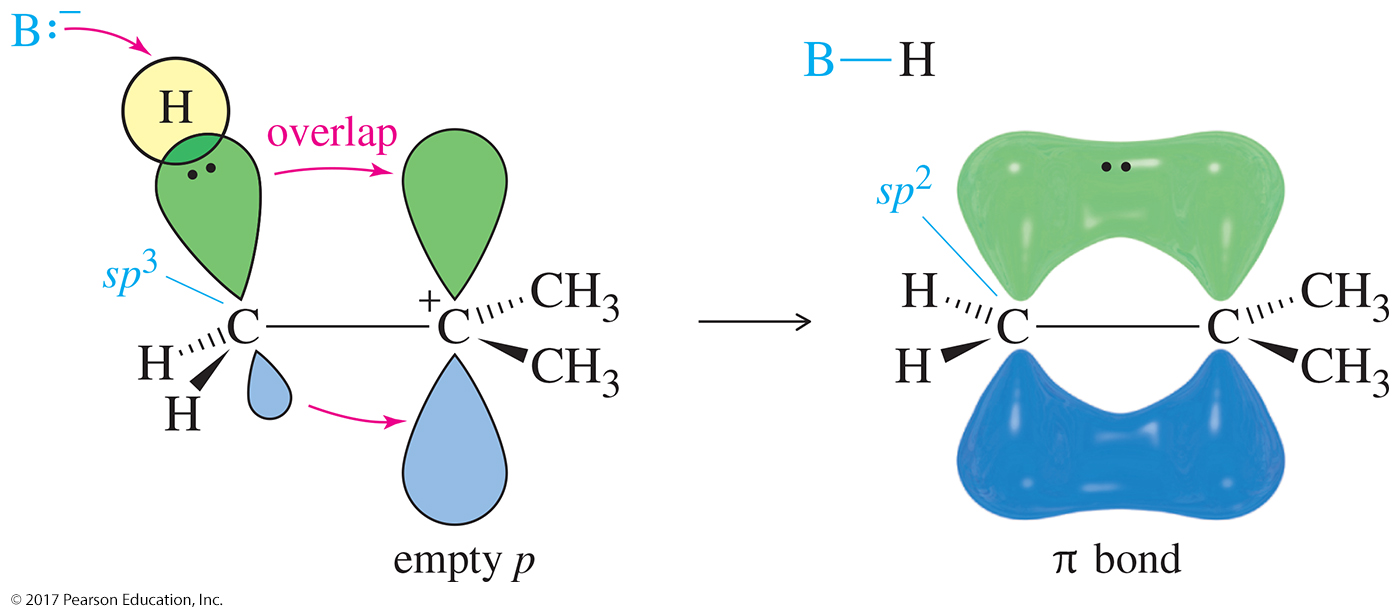 B:⁻
H
overlap
sp³
+
C
C
CH₃
CH₃
H
H
empty p
B—H
sp²
H
H
C
C
CH₃
CH₃
π bond
© 2017 Pearson Education, Inc.